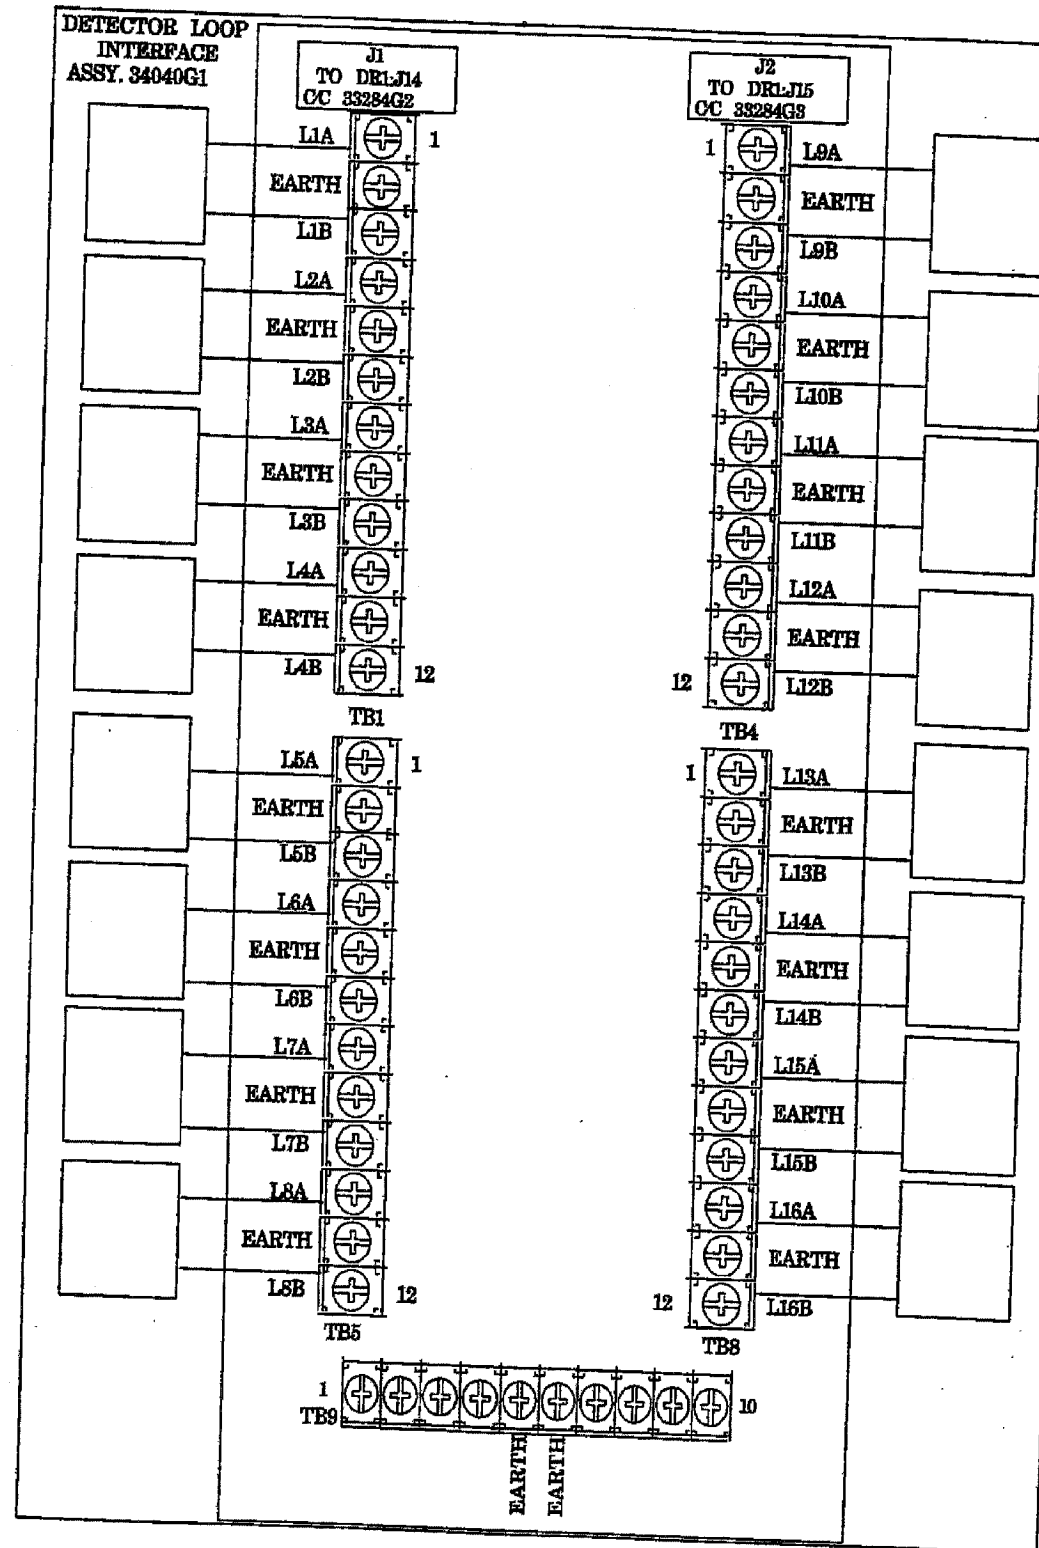 DETECTOR LOOP
INTERFACE
ASSY. 34040G1
J1
TO DR1:J14
C/C 33284G2
L1A
1
EARTH
L1B
L2A
EARTH
L2B
L3A
EARTH
L3B
L4A
EARTH
L4B
12
TB1
L5A
1
EARTH
L5B
L6A
EARTH
L6B
L7A
EARTH
L7B
L8A
EARTH
L8B
12
TB5
J2
TO DR1:J15
C/C 33284G3
1
L9A
EARTH
L9B
L10A
EARTH
L10B
L11A
EARTH
L11B
L12A
EARTH
12
L12B
TB4
1
L13A
EARTH
L13B
L14A
EARTH
L14B
L15A
EARTH
L15B
L16A
EARTH
12
L16B
TB8
1
TB9
10
EARTH
EARTH